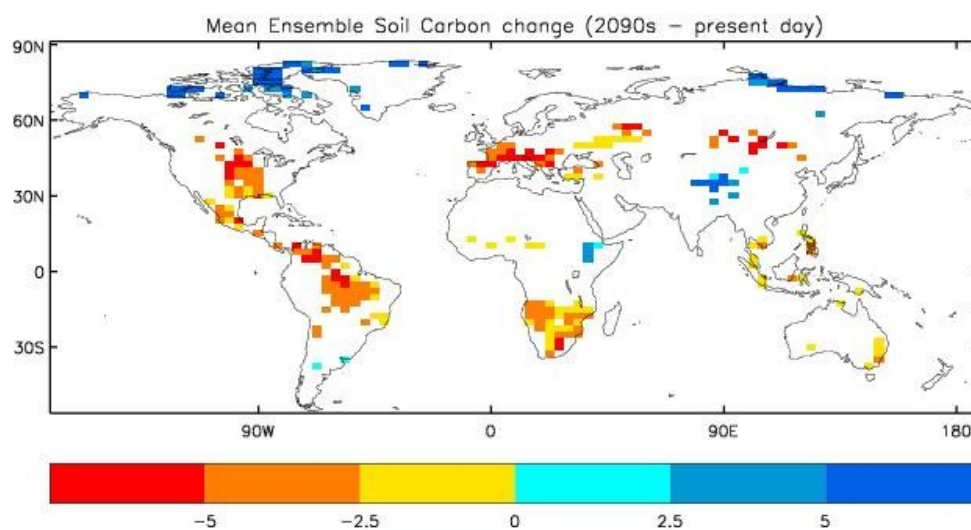 Mean Ensemble Soil Carbon change (2090s − present day)
90N
60N
30N
0
30S
90W 0 90E 180
−5 −2.5 0 2.5 5